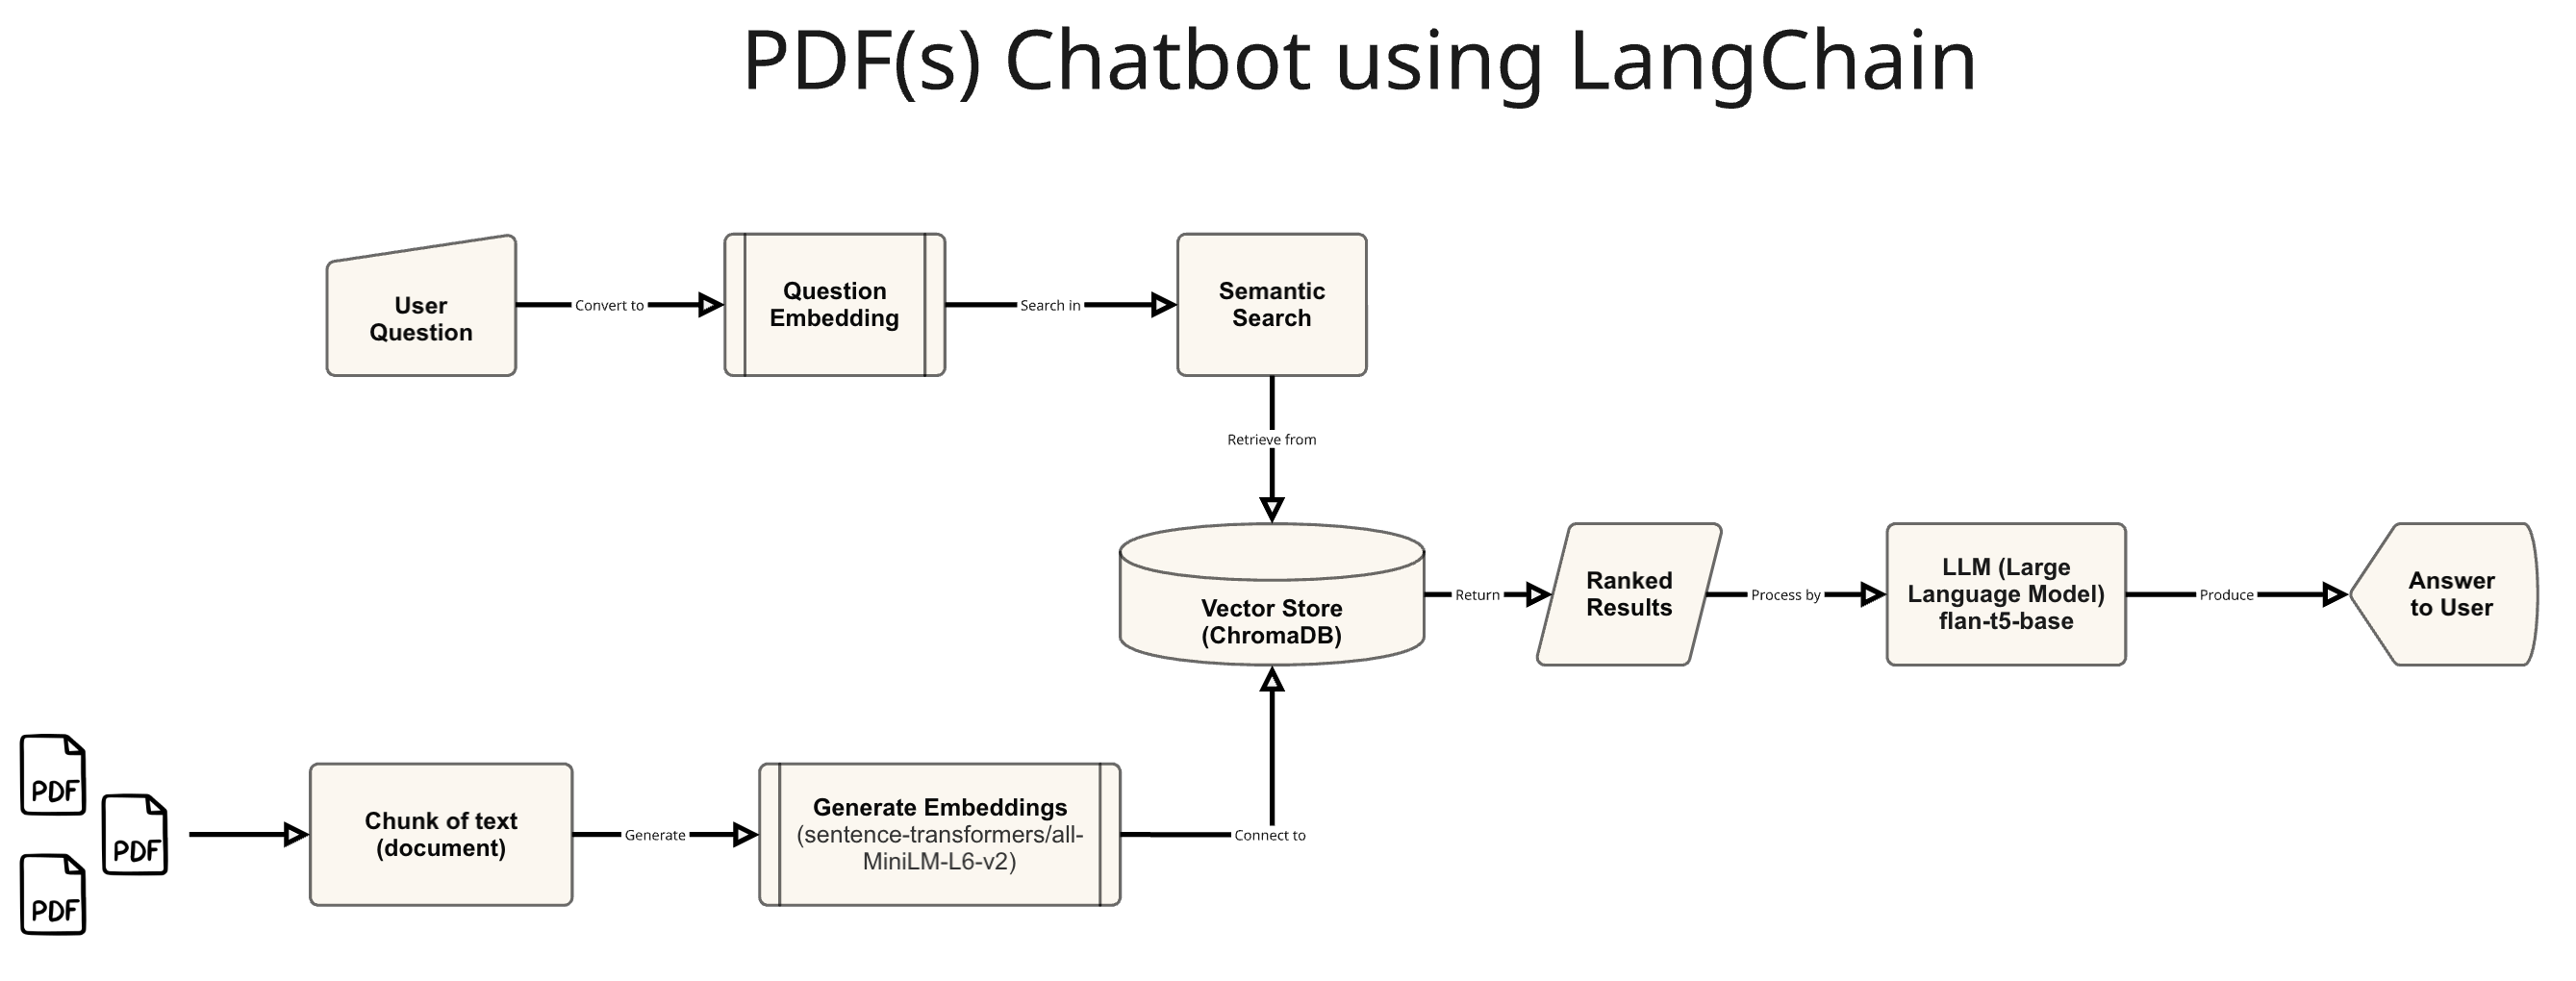 PDF(s) Chatbot using LangChain
User
Question
Convert to
Question
Embedding
Search in
Semantic
Search
Retrieve from
Vector Store
(ChromaDB)
Return
Ranked
Results
Process by
LLM (Large
Language Model)
flan-t5-base
Produce
Answer
to User
PDF
PDF
PDF
Chunk of text
(document)
Generate
Generate Embeddings
(sentence-transformers/all-
MiniLM-L6-v2)
Connect to